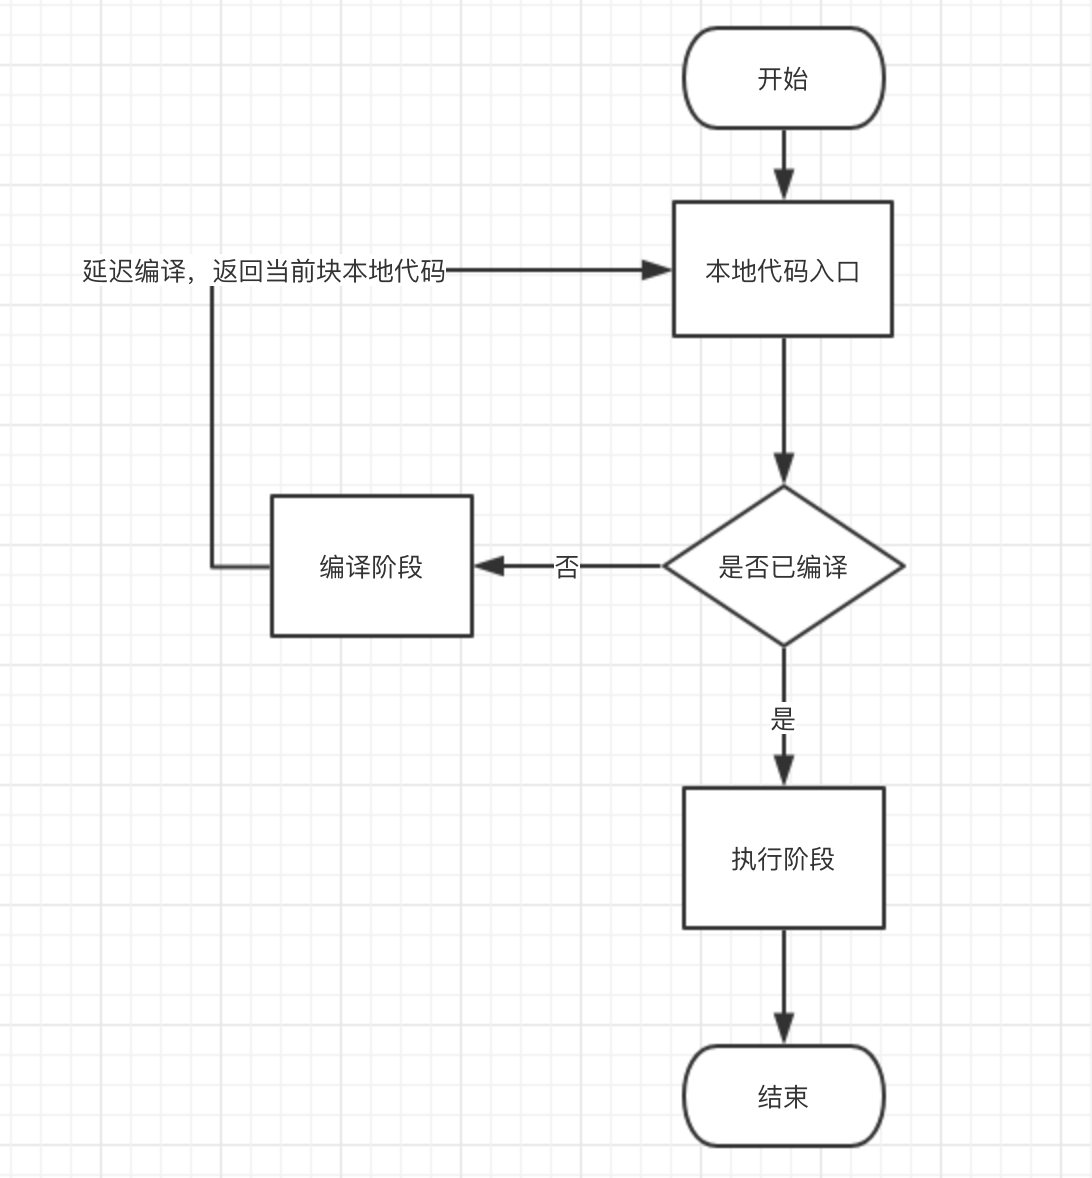 开始
延迟编译，返回当前块本地代码
本地代码入口
编译阶段
否
是否已编译
是
执行阶段
结束